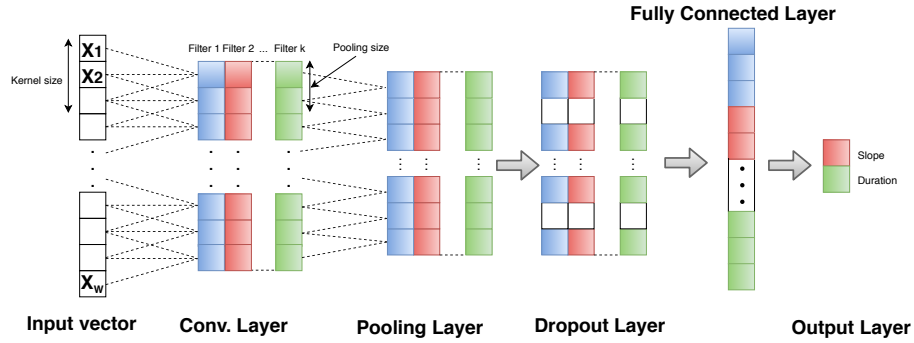 Fully Connected Layer
Filter 1 Filter 2 ... Filter k
Pooling size
Kernel size
X1
X2
Xw
Slope
Duration
Input vector
Conv. Layer
Pooling Layer
Dropout Layer
Output Layer